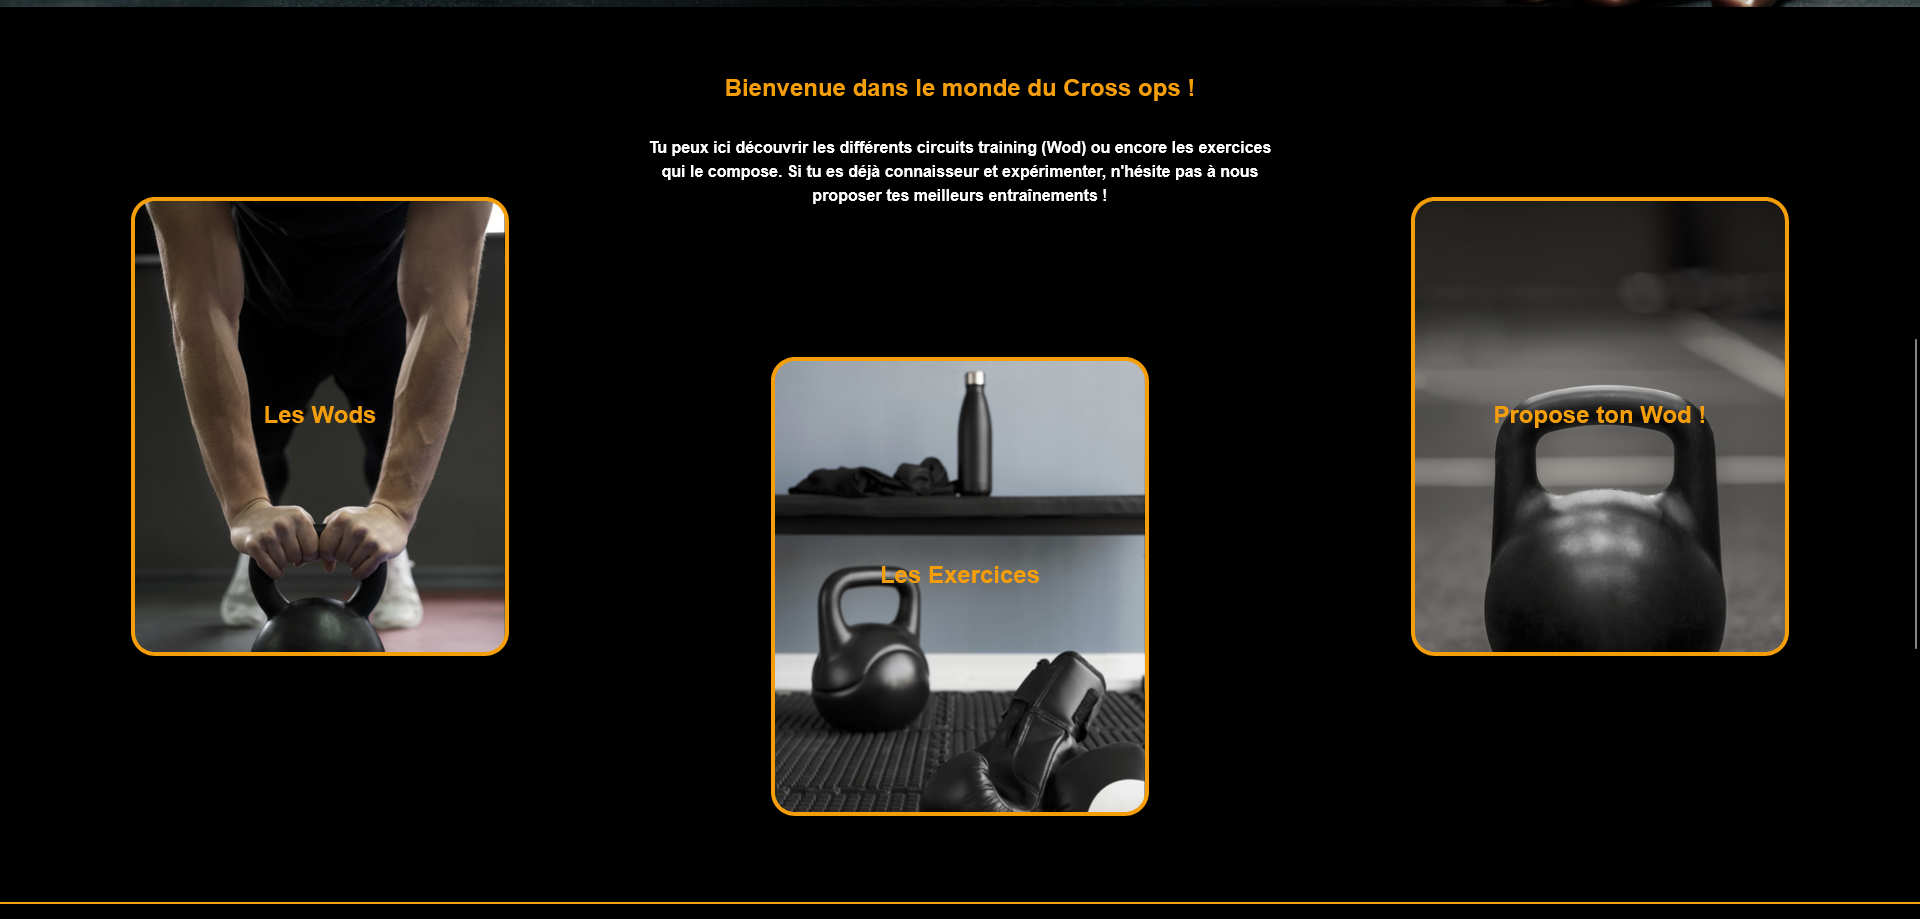 Bienvenue dans le monde du Cross ops !
Tu peux ici découvrir les différents circuits training (Wod) ou encore les exercices
qui le compose. Si tu es déjà connaisseur et expérimenter, n'hésite pas à nous
proposer tes meilleurs entraînements !
Les Wods
Les Exercices
Propose ton Wod !